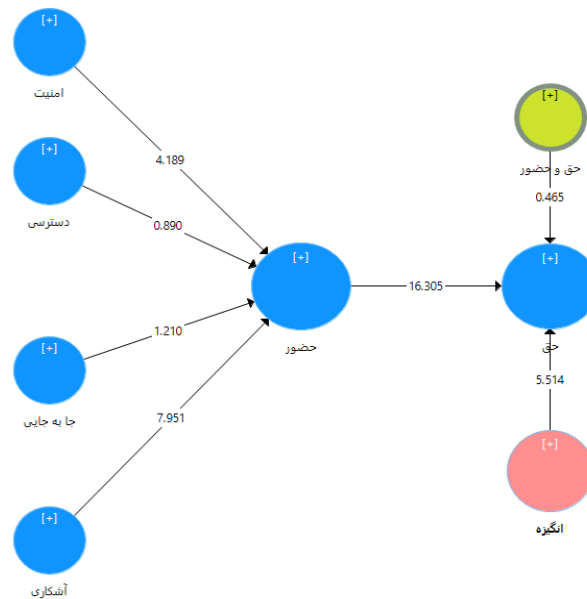 [+]
امنیت
4.189
[+]
دسترسی
0.890
[+]
حضور
16.305
[+]
حق و حضور
0.465
[+]
حق
[+]
جا به جایی
1.210
7.951
5.514
[+]
انگیزه
[+]
آشکاری